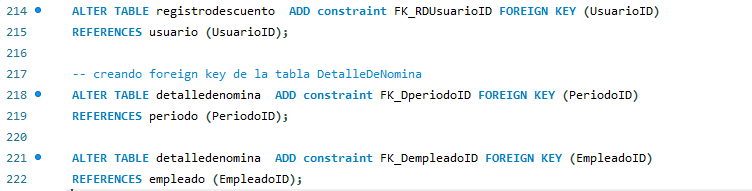 214 ALTER TABLE registrodescuento  ADD constraint FK_RDUsuarioID FOREIGN KEY (UsuarioID)
215 REFERENCES usuario (UsuarioID);
216
217 -- creando foreign key de la tabla DetalleDeNomina
218 ALTER TABLE detalledenomina  ADD constraint FK_DperiodoID FOREIGN KEY (PeriodoID)
219 REFERENCES periodo (PeriodoID);
220
221 ALTER TABLE detalledenomina  ADD constraint FK_DempleadoID FOREIGN KEY (EmpleadoID)
222 REFERENCES empleado (EmpleadoID);